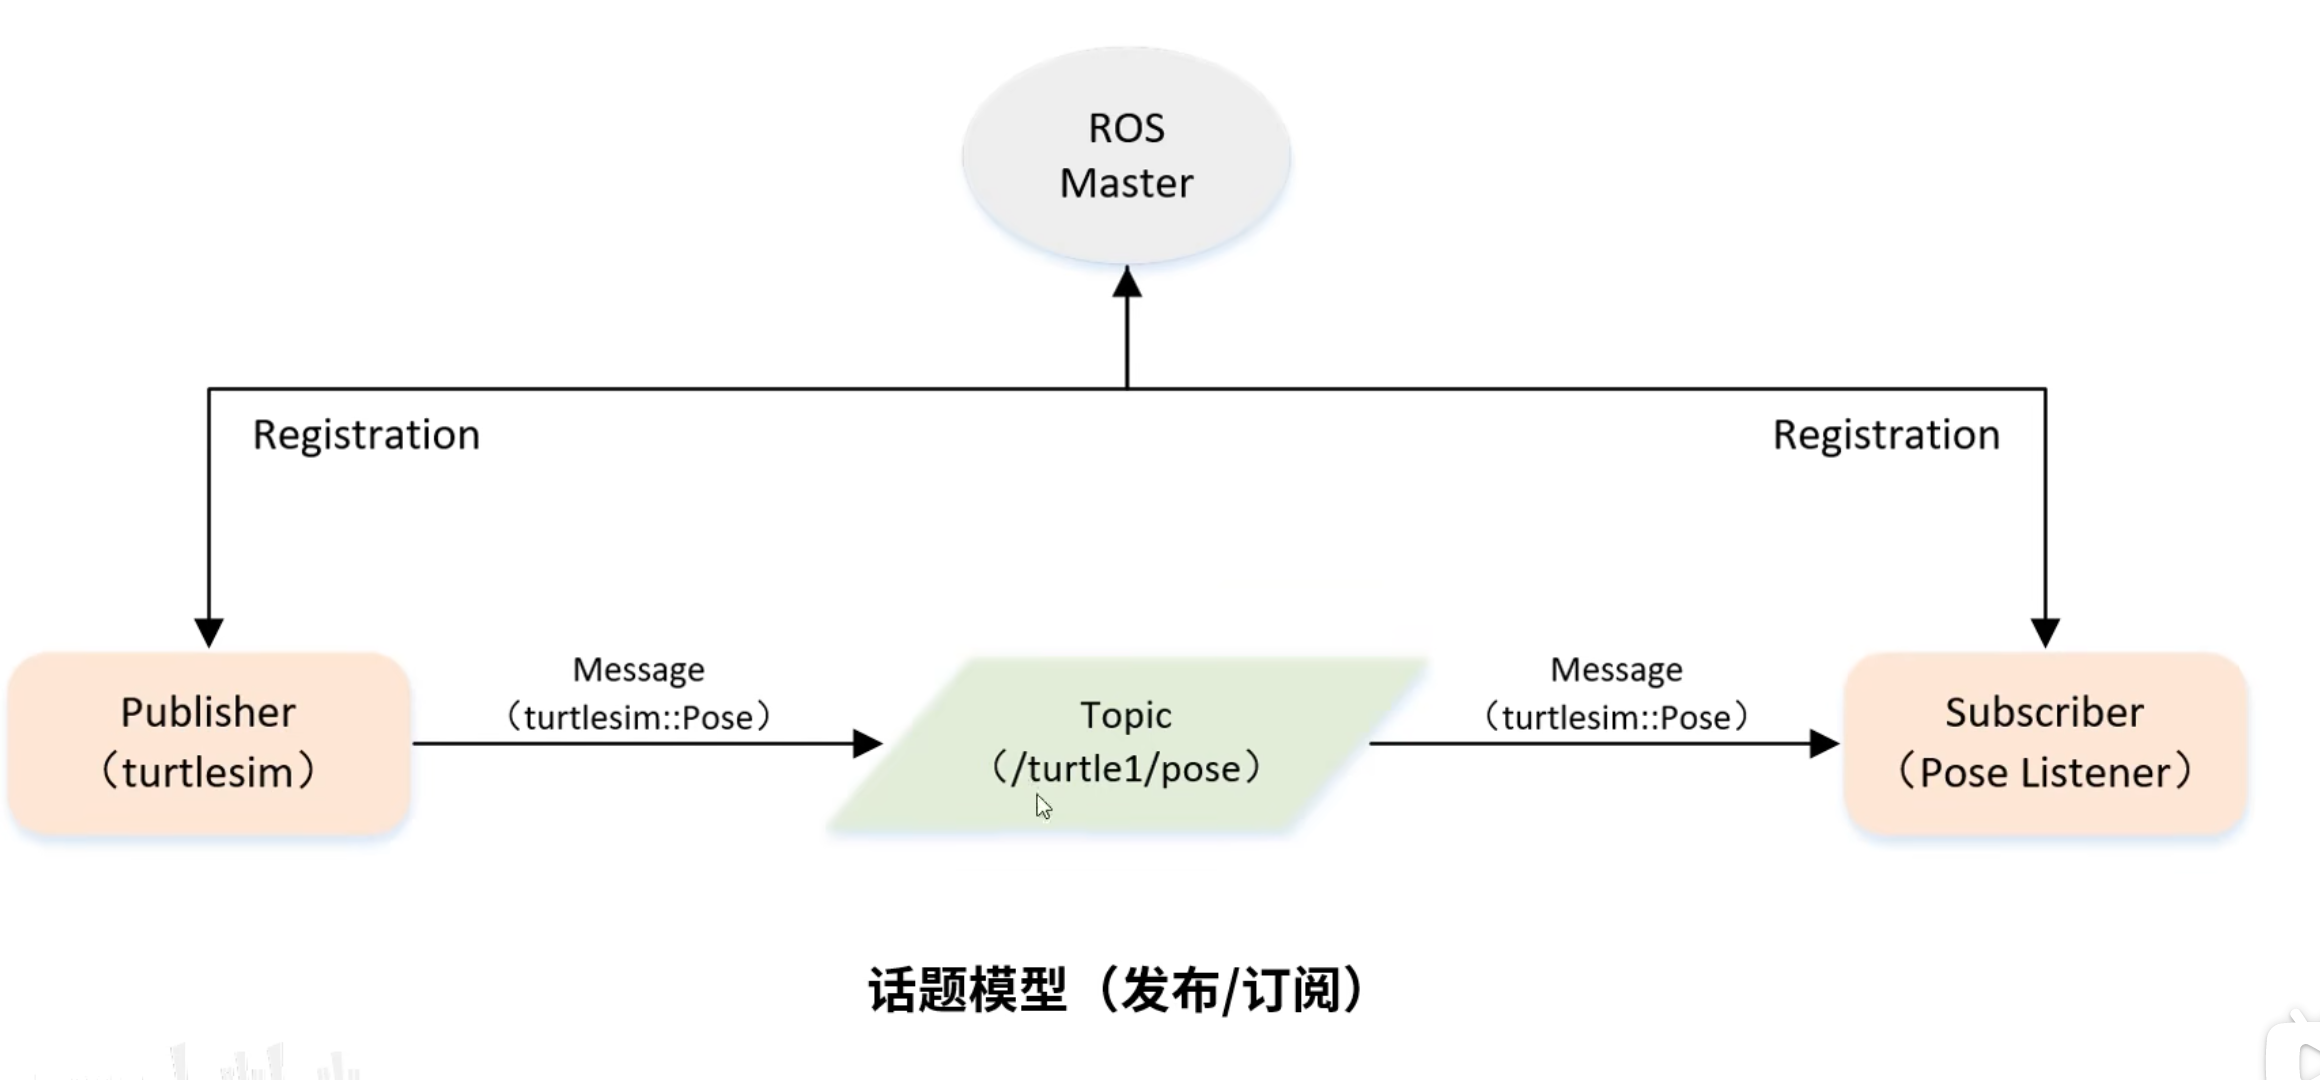 ROS
Master
Registration
Registration
Publisher
（turtlesim）
Message
（turtlesim::Pose）
Topic
（/turtle1/pose）
Message
（turtlesim::Pose）
Subscriber
（Pose Listener）
话题模型（发布/订阅）